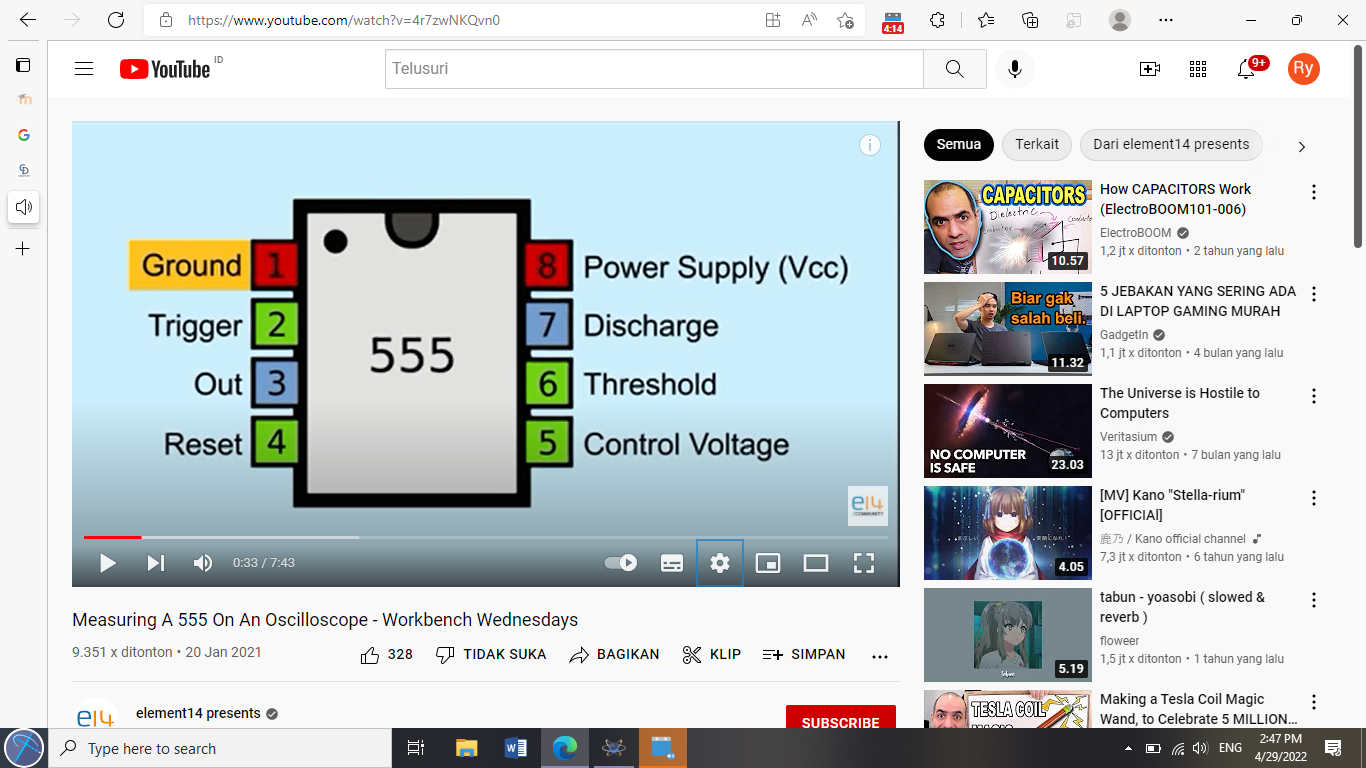 https://www.youtube.com/watch?v=4r7zwNKQvn0
4:14
YouTube ID
Telusuri
9+
Ry
Ground 1
Trigger 2
Out 3
Reset 4
555
8 Power Supply (Vcc)
7 Discharge
6 Threshold
5 Control Voltage
e14
COMMUNITY
0:33 / 7:43
Measuring A 555 On An Oscilloscope - Workbench Wednesdays
9.351 x ditonton • 20 Jan 2021
328 TIDAK SUKA BAGIKAN KLIP SIMPAN
e14
element14 presents
SUBSCRIBE
Semua Terkait Dari element14 presents
CAPACITORS
Dielectric
10.57
How CAPACITORS Work
(ElectroBOOM101-006)
ElectroBOOM
1,2 jt x ditonton • 2 tahun yang lalu
Biar gak
salah beli.
11.32
5 JEBAKAN YANG SERING ADA
DI LAPTOP GAMING MURAH
GadgetIn
1,1 jt x ditonton • 4 bulan yang lalu
NO COMPUTER
IS SAFE
23.03
The Universe is Hostile to
Computers
Veritasium
13 jt x ditonton • 7 bulan yang lalu
4.05
[MV] Kano "Stella-rium"
[OFFICIAl]
鹿乃 / Kano official channel
7,3 jt x ditonton • 6 tahun yang lalu
5.19
tabun - yoasobi ( slowed &
reverb )
floweer
1,5 jt x ditonton • 1 tahun yang lalu
TESLA COIL
Making a Tesla Coil Magic
Wand, to Celebrate 5 MILLION...
Type here to search
ENG
2:47 PM
4/29/2022